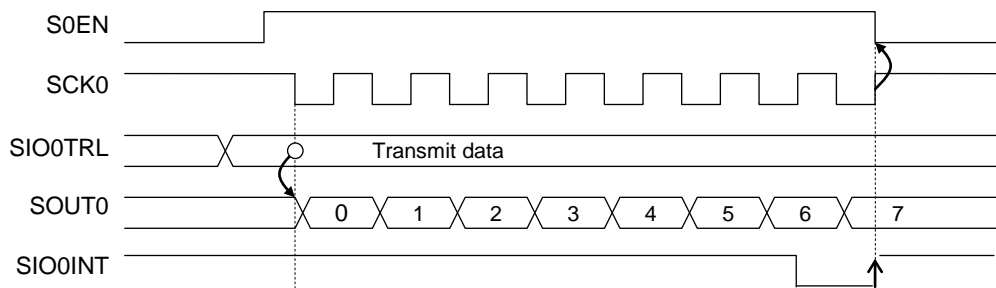 S0EN
SCK0
SIO0TRL
Transmit data
SOUT0
0 1 2 3 4 5 6 7
SIO0INT